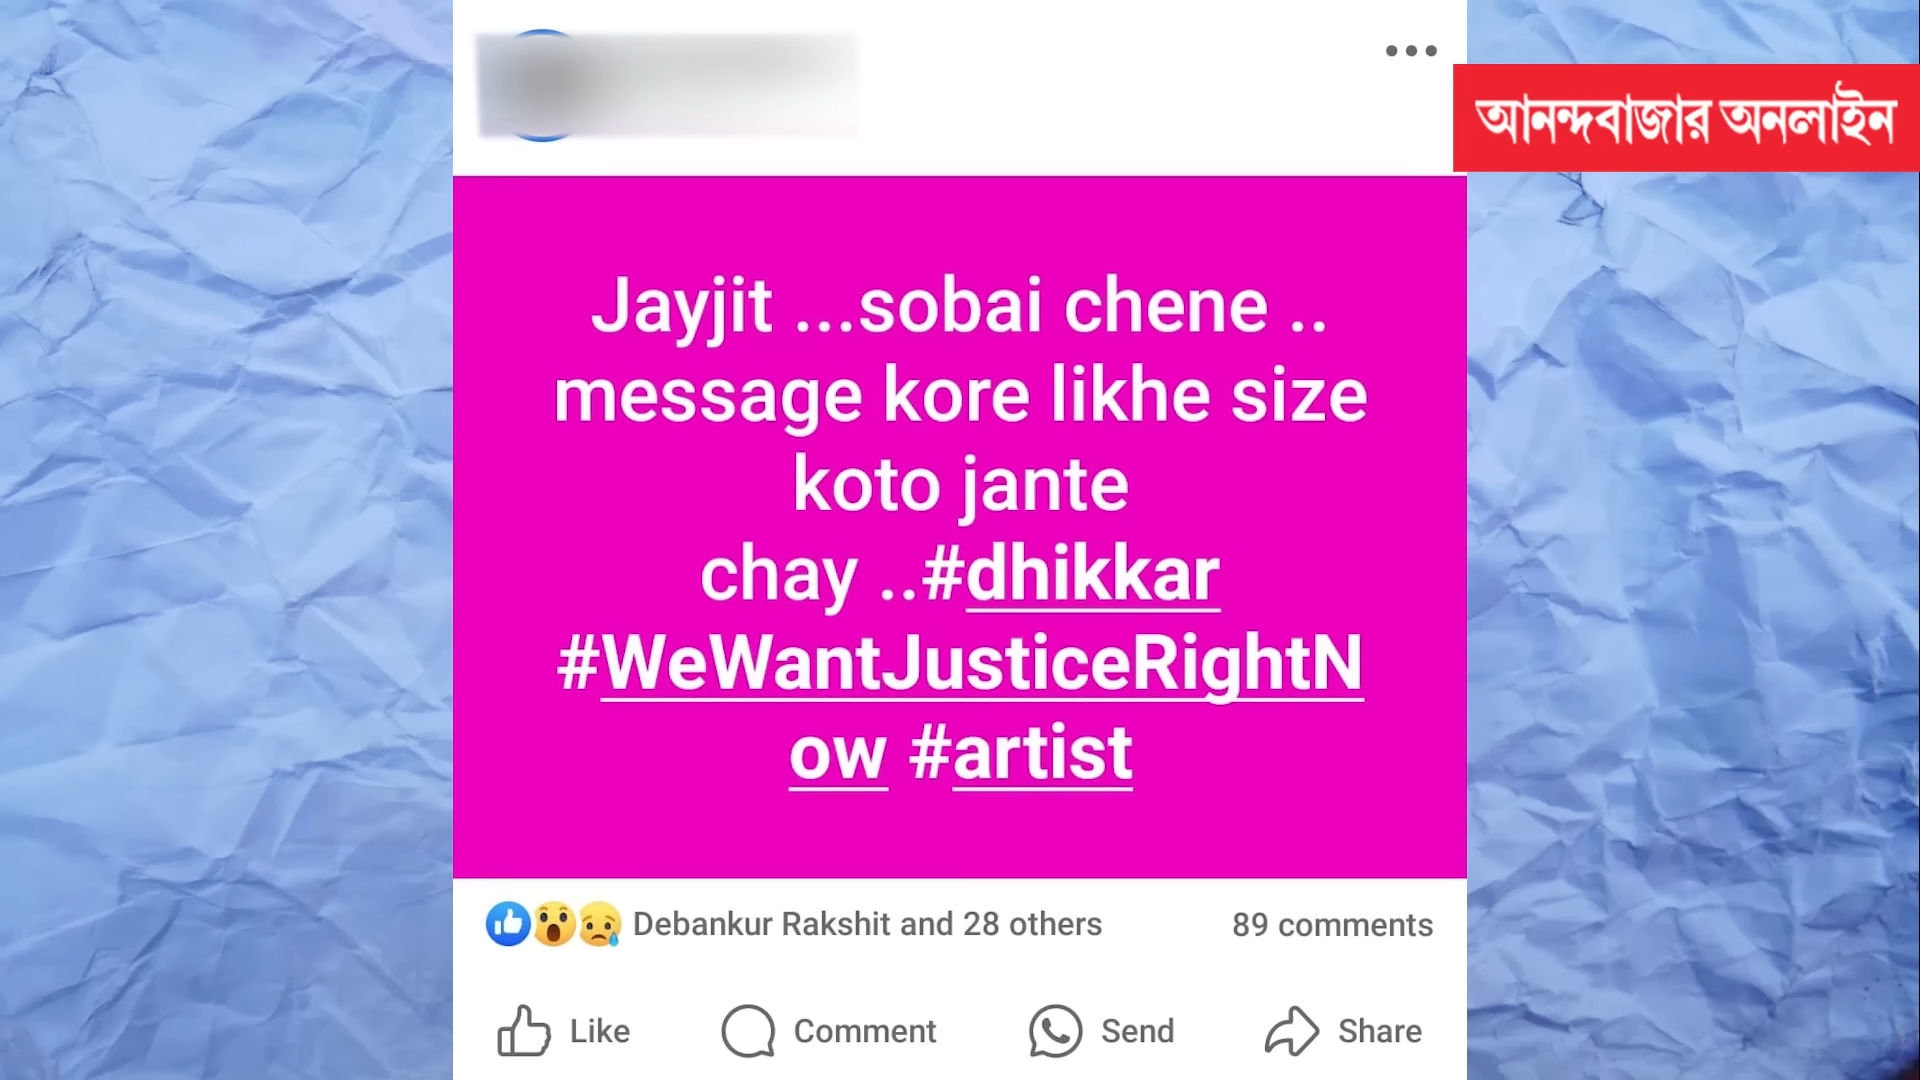 আনন্দবাজার অনলাইন
Jayjit ...sobai chene ..
message kore likhe size
koto jante
chay ..#dhikkar
#WeWantJusticeRightN
ow #artist
Debankur Rakshit and 28 others
89 comments
Like
Comment
Send
Share